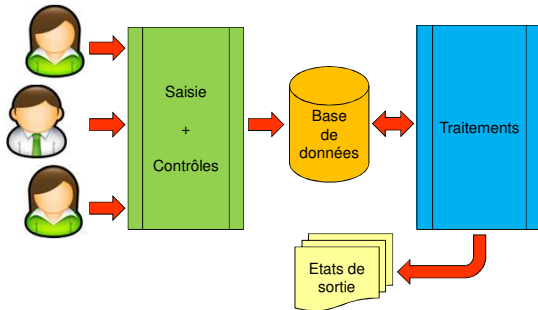 Saisie
+
Contrôles
Base
de
données
Traitements
Etats de
sortie